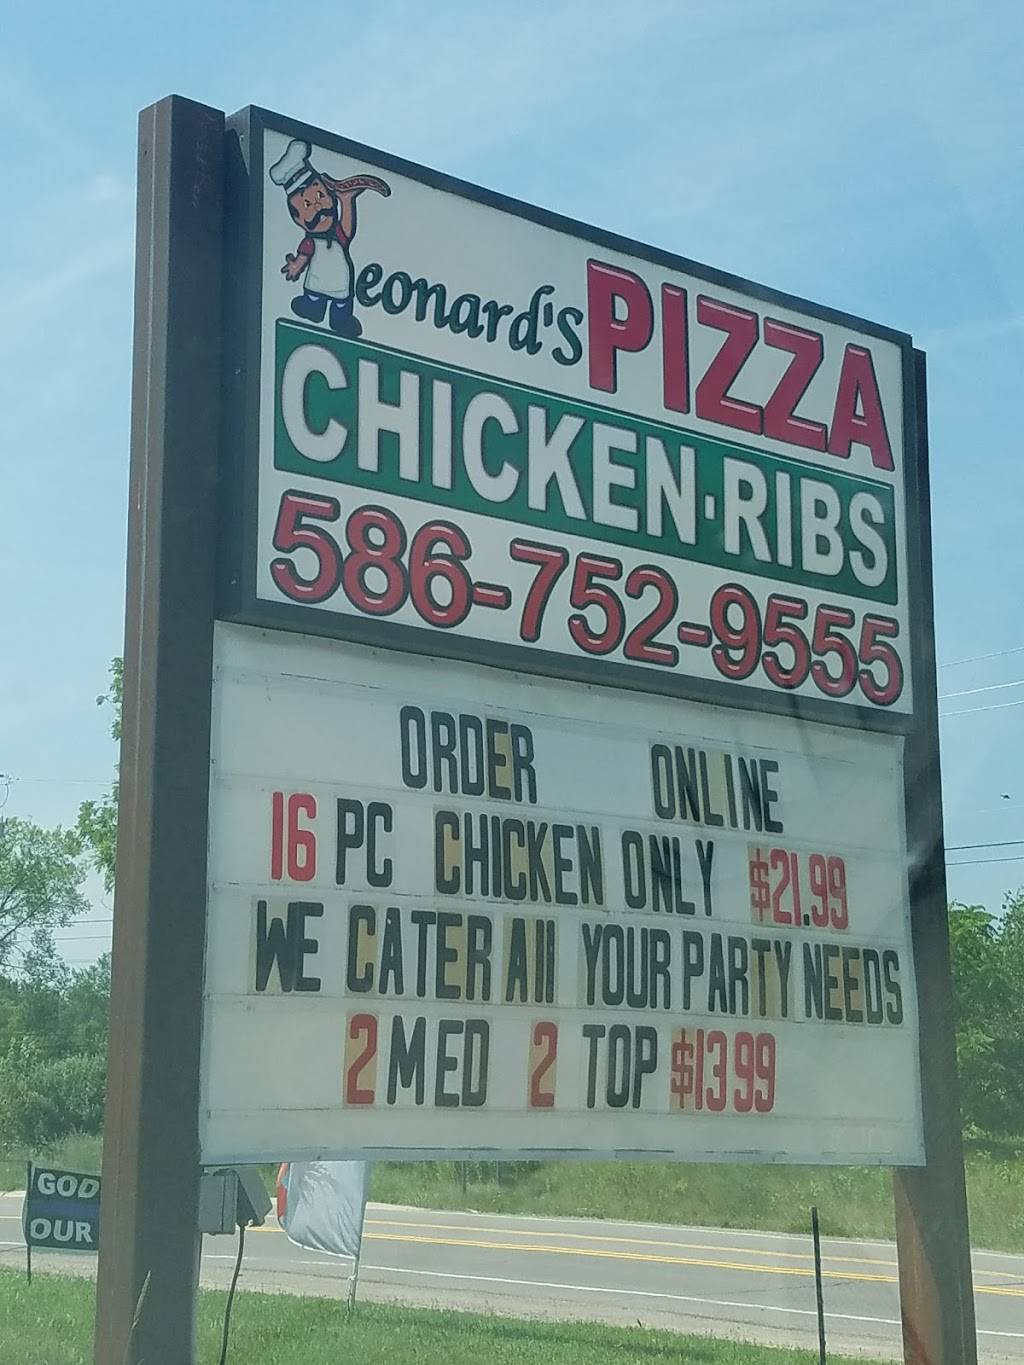 Leonard's PIZZA
CHICKEN·RIBS
586-752-9555
ORDER ONLINE
16 PC CHICKEN ONLY $21.99
WE CATER All YOUR PARTY NEEDS
2 MED 2 TOP $13 99
GOD
OUR